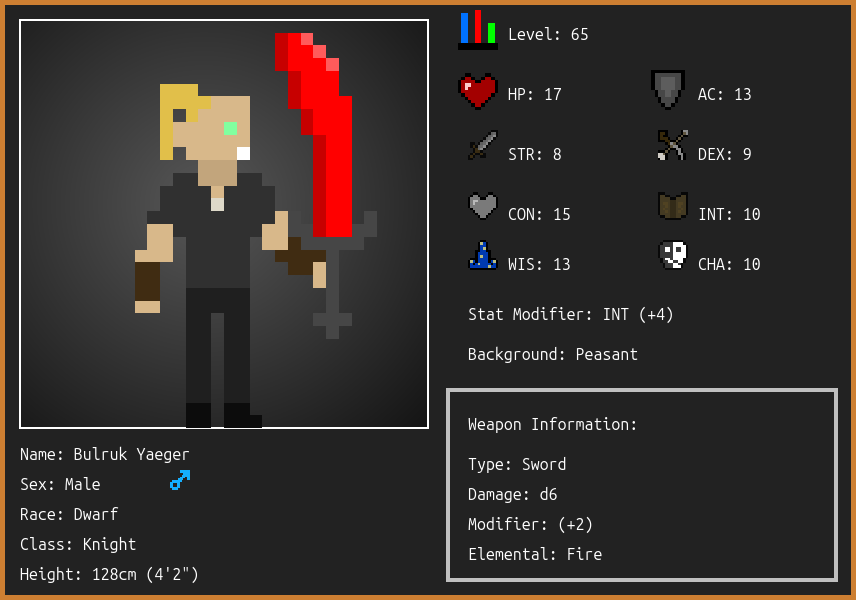 Level: 65
HP: 17
AC: 13
STR: 8
DEX: 9
CON: 15
INT: 10
WIS: 13
CHA: 10
Stat Modifier: INT (+4)
Background: Peasant
Weapon Information:
Type: Sword
Damage: d6
Modifier: (+2)
Elemental: Fire
Name: Bulruk Yaeger
Sex: Male
Race: Dwarf
Class: Knight
Height: 128cm (4'2")